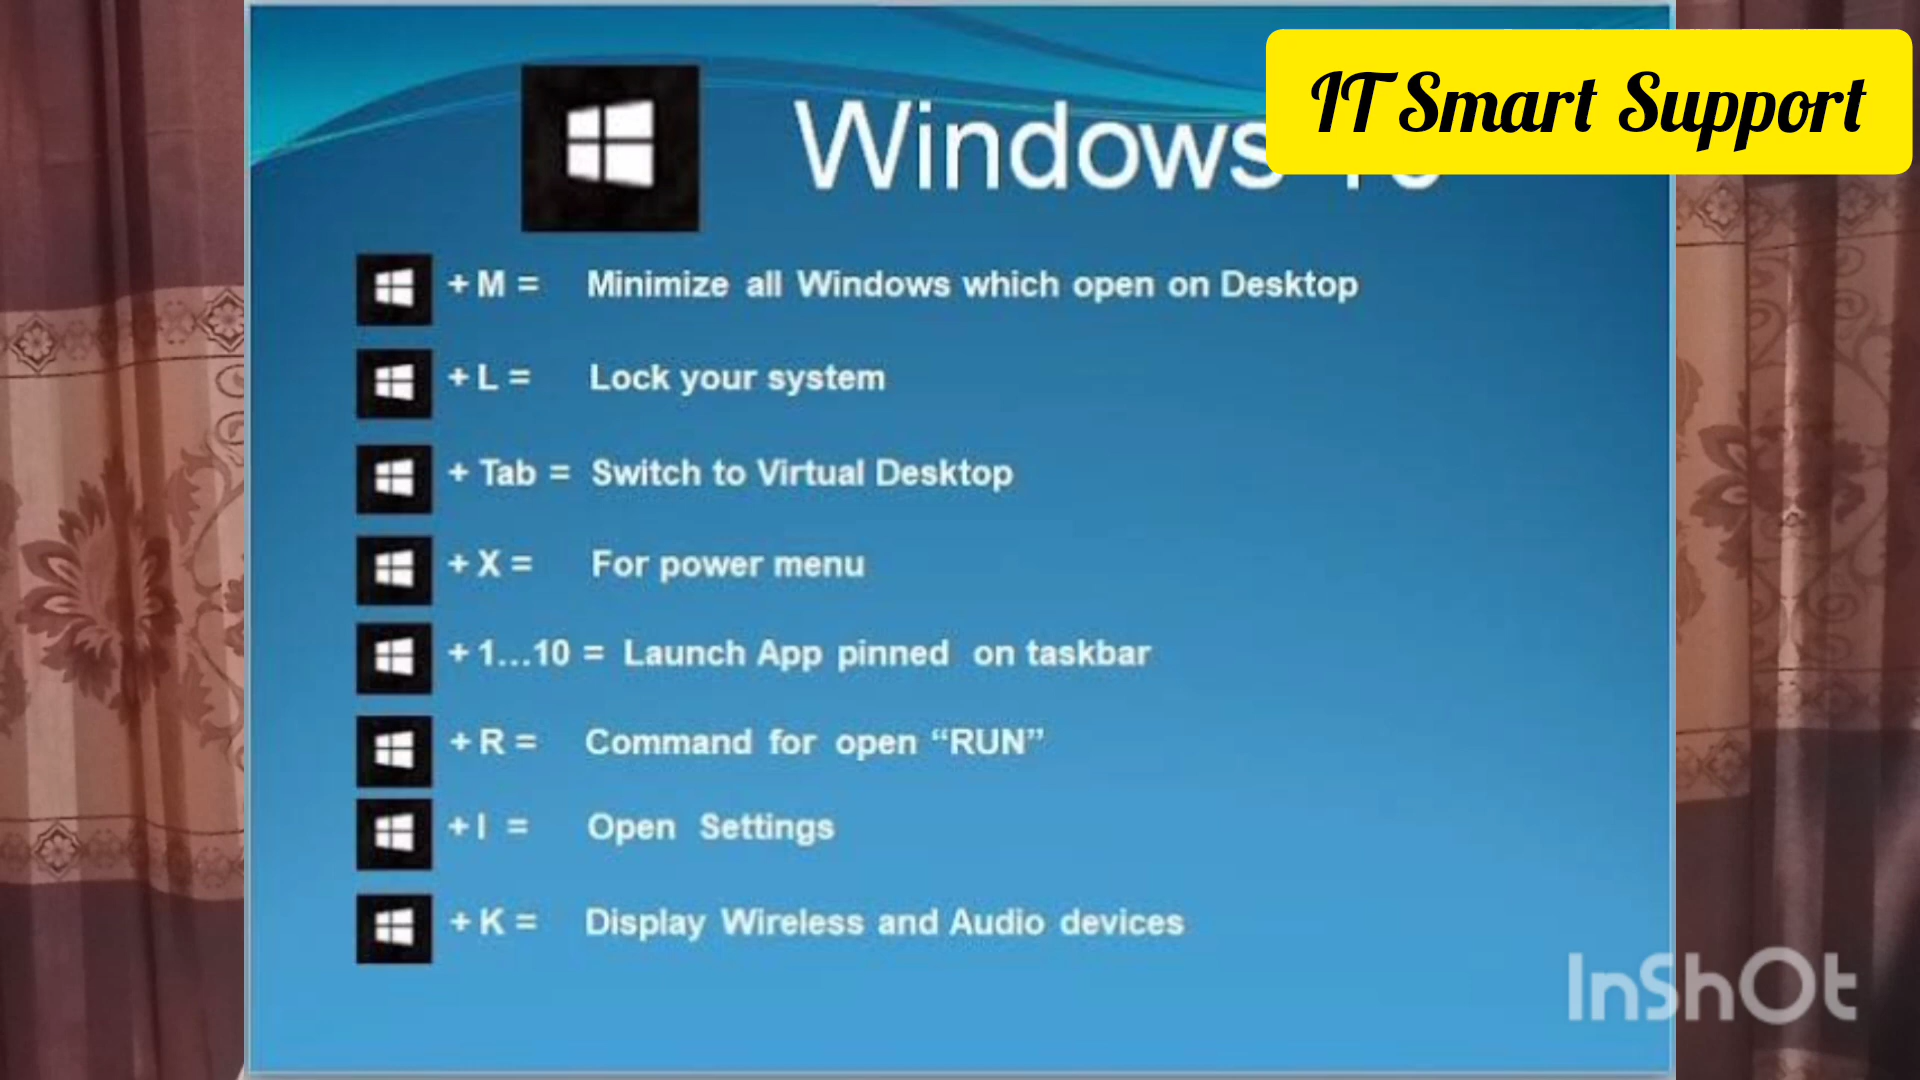 IT Smart Support
Windows
+ M = Minimize all Windows which open on Desktop
+ L = Lock your system
+ Tab = Switch to Virtual Desktop
+ X = For power menu
+ 1...10 = Launch App pinned on taskbar
+ R = Command for open “RUN”
+ I = Open Settings
+ K = Display Wireless and Audio devices
InShOt